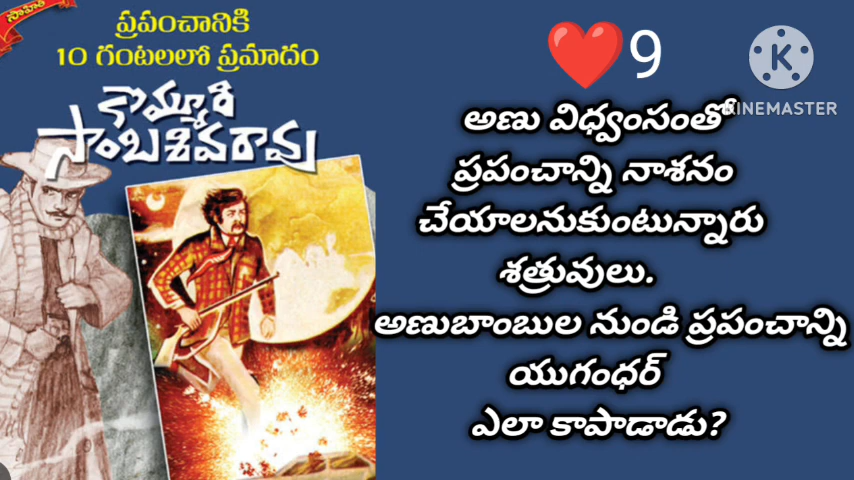 సాహితి
ప్రపంచానికి
10 గంటలలో ప్రమాదం
కొమ్మూరి
సాంబశివరావు
❤️9
KINEMASTER
అణు విధ్వంసంతో
ప్రపంచాన్ని నాశనం
చేయాలనుకుంటున్నారు
శత్రువులు.
అణుబాంబుల నుండి ప్రపంచాన్ని
యుగంధర్
ఎలా కాపాడాడు?